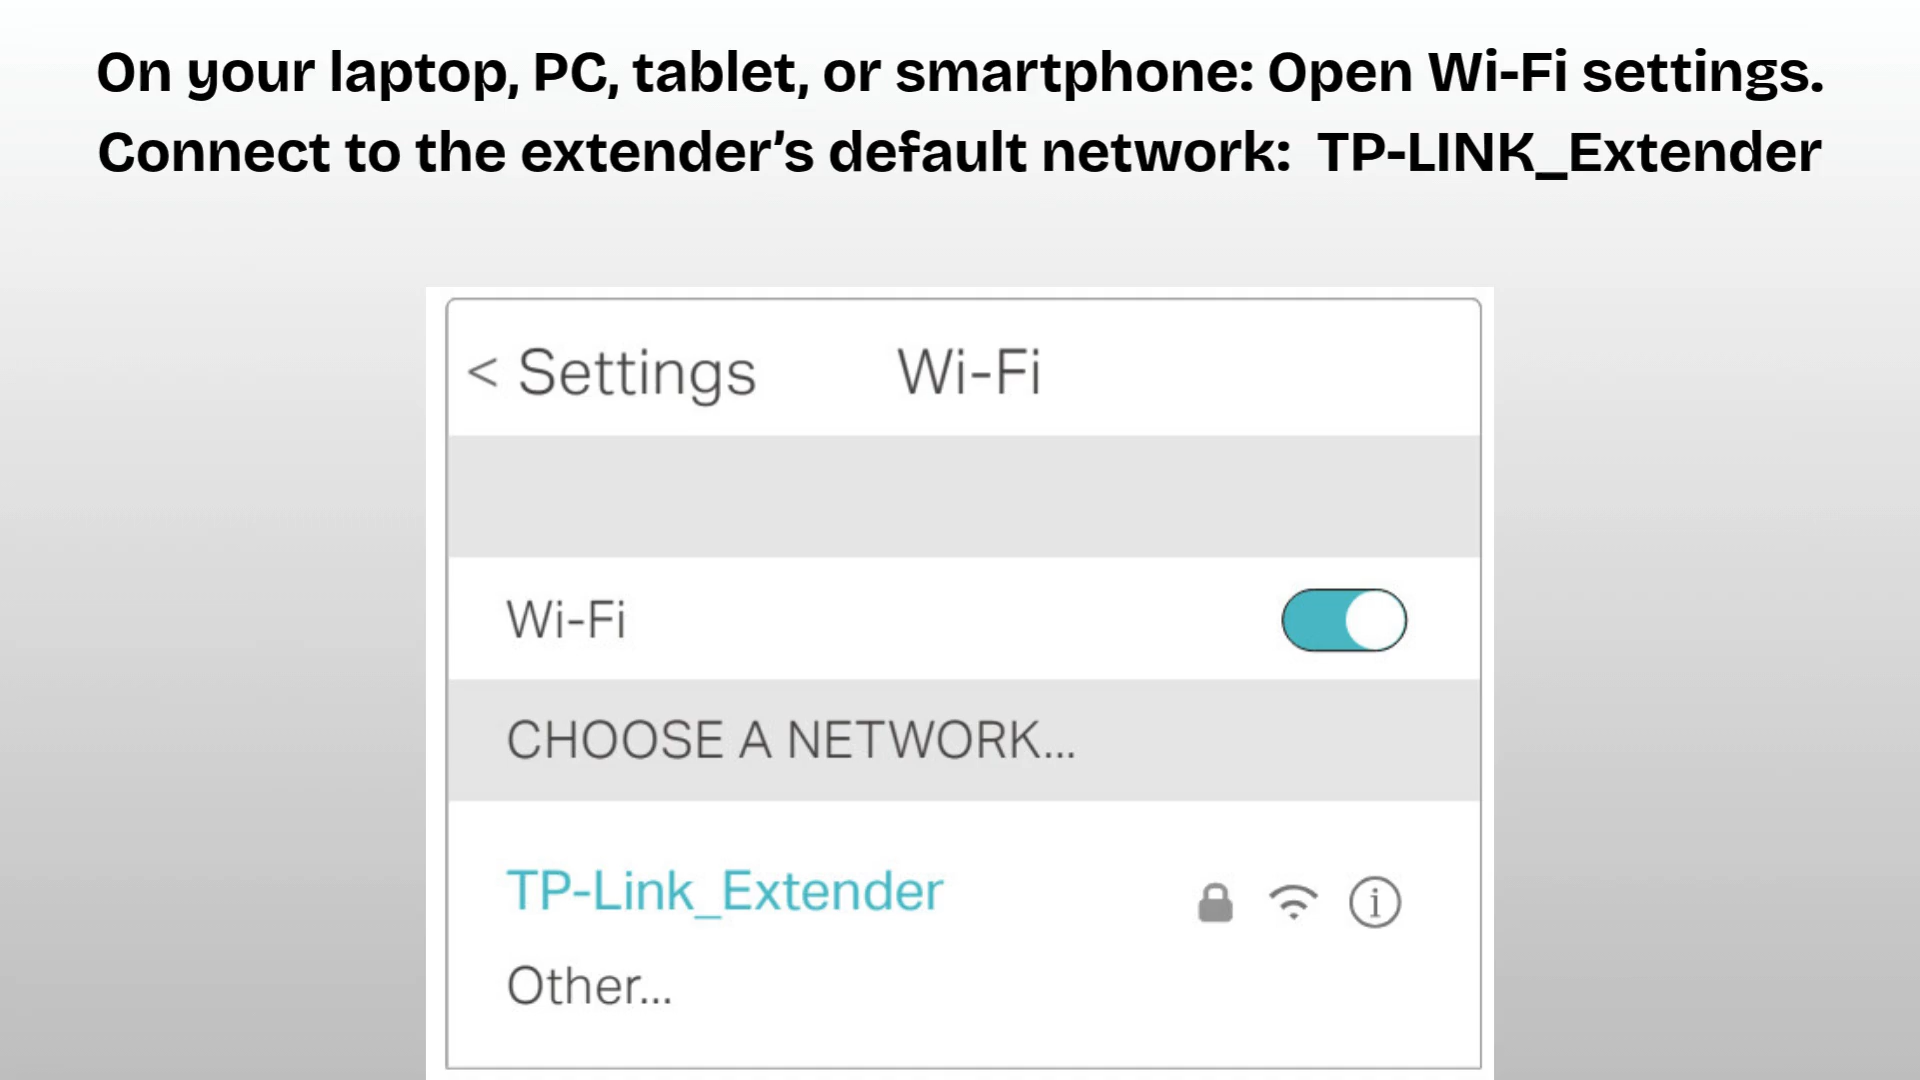 On your laptop, PC, tablet, or smartphone: Open Wi-Fi settings.
Connect to the extender’s default network: TP-LINK_Extender
< Settings Wi-Fi
Wi-Fi
CHOOSE A NETWORK...
TP-Link_Extender
Other...